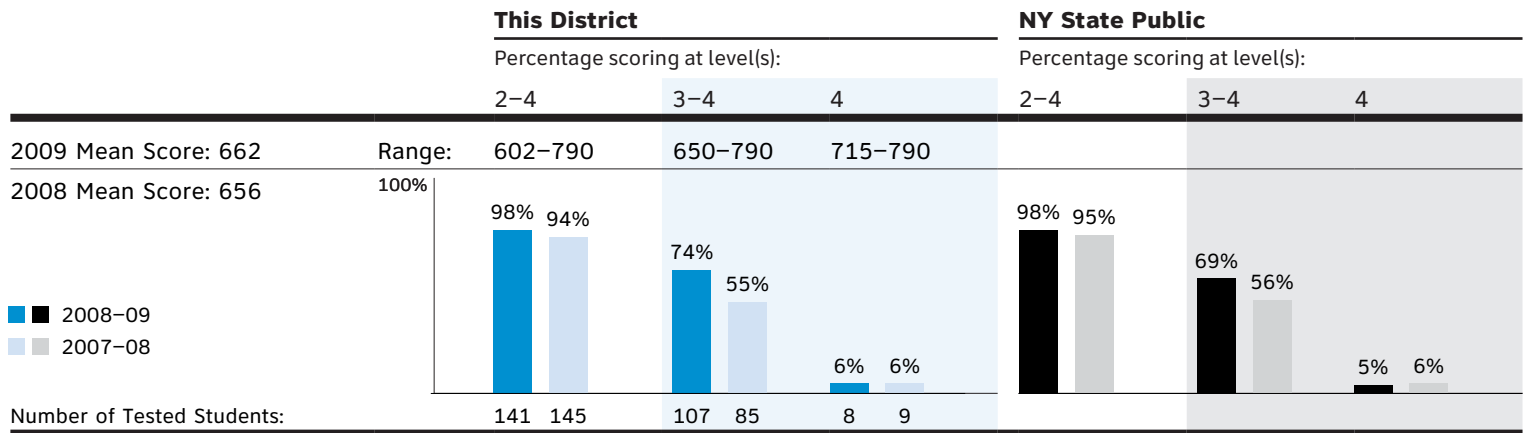 This District NY State Public
Percentage scoring at level(s): Percentage scoring at level(s):
2–4 3–4 4 2–4 3–4 4
2009 Mean Score: 662 Range: 602–790 650–790 715–790
2008 Mean Score: 656 100%
98% 94% 74% 55% 6% 6% 98% 95% 69% 56% 5% 6%
2008–09
2007–08
Number of Tested Students: 141 145 107 85 8 9